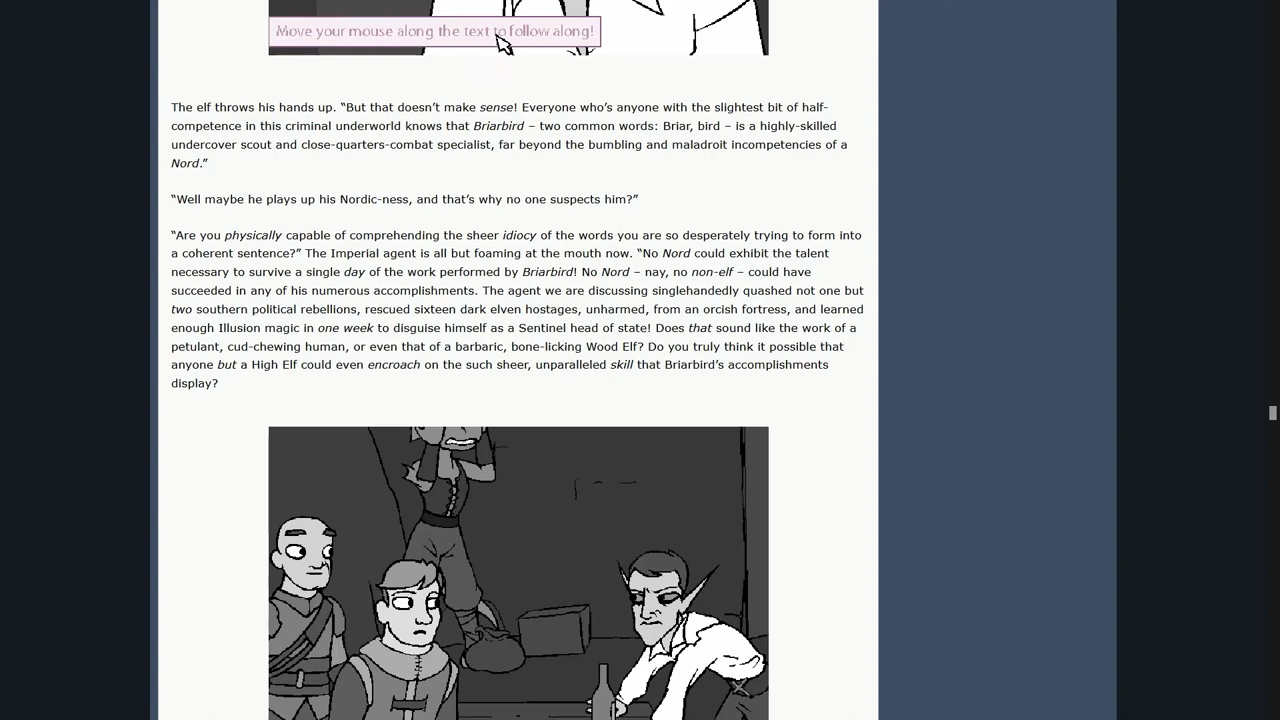 Move your mouse along the text to follow along!
The elf throws his hands up. “But that doesn’t make sense! Everyone who’s anyone with the slightest bit of half-
competence in this criminal underworld knows that Briarbird – two common words: Briar, bird – is a highly-skilled
undercover scout and close-quarters-combat specialist, far beyond the bumbling and maladroit incompetencies of a
Nord.”
“Well maybe he plays up his Nordic-ness, and that’s why no one suspects him?”
“Are you physically capable of comprehending the sheer idiocy of the words you are so desperately trying to form into
a coherent sentence?” The Imperial agent is all but foaming at the mouth now. “No Nord could exhibit the talent
necessary to survive a single day of the work performed by Briarbird! No Nord – nay, no non-elf – could have
succeeded in any of his numerous accomplishments. The agent we are discussing singlehandedly quashed not one but
two southern political rebellions, rescued sixteen dark elven hostages, unharmed, from an orcish fortress, and learned
enough Illusion magic in one week to disguise himself as a Sentinel head of state! Does that sound like the work of a
petulant, cud-chewing human, or even that of a barbaric, bone-licking Wood Elf? Do you truly think it possible that
anyone but a High Elf could even encroach on the such sheer, unparalleled skill that Briarbird’s accomplishments
display?